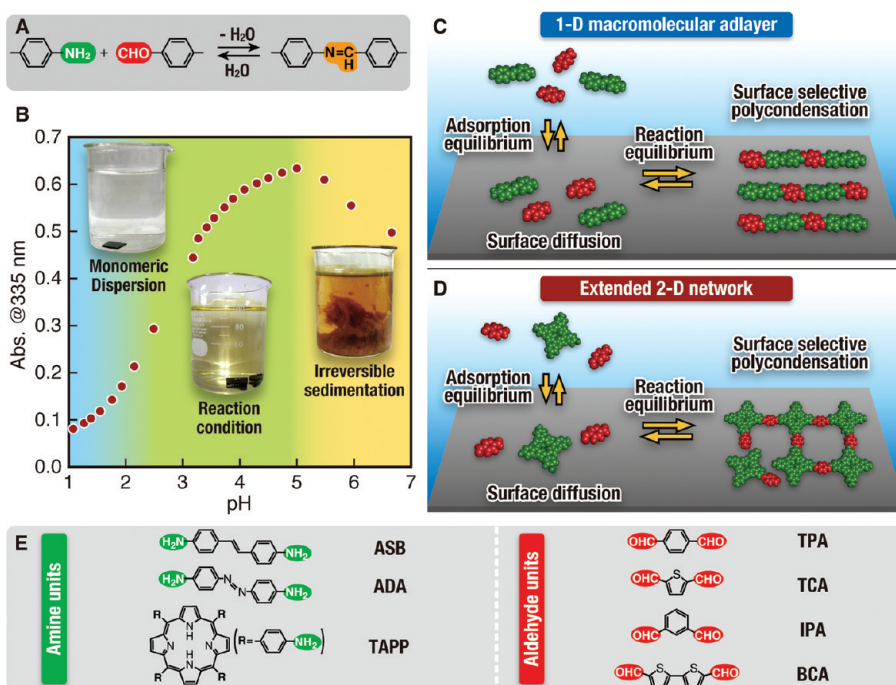 A
NH2 + CHO
- H2O
H2O
N=C
H
B
Abs. @335 nm
0.7
0.6
0.5
0.4
0.3
0.2
0.1
0.0
1 2 3 4 5 6 7
pH
Monomeric
Dispersion
Reaction
condition
Irreversible
sedimentation
80
C
1-D macromolecular adlayer
Adsorption
equilibrium
Reaction
equilibrium
Surface selective
polycondensation
Surface diffusion
D
Extended 2-D network
Adsorption
equilibrium
Reaction
equilibrium
Surface selective
polycondensation
Surface diffusion
E
Amine units
H2N NH2 ASB
H2N N=N NH2 ADA
R R
NH
N N
H
N
R R
(R= NH2)
TAPP
Aldehyde units
OHC CHO TPA
OHC S CHO TCA
OHC CHO IPA
OHC S S CHO BCA